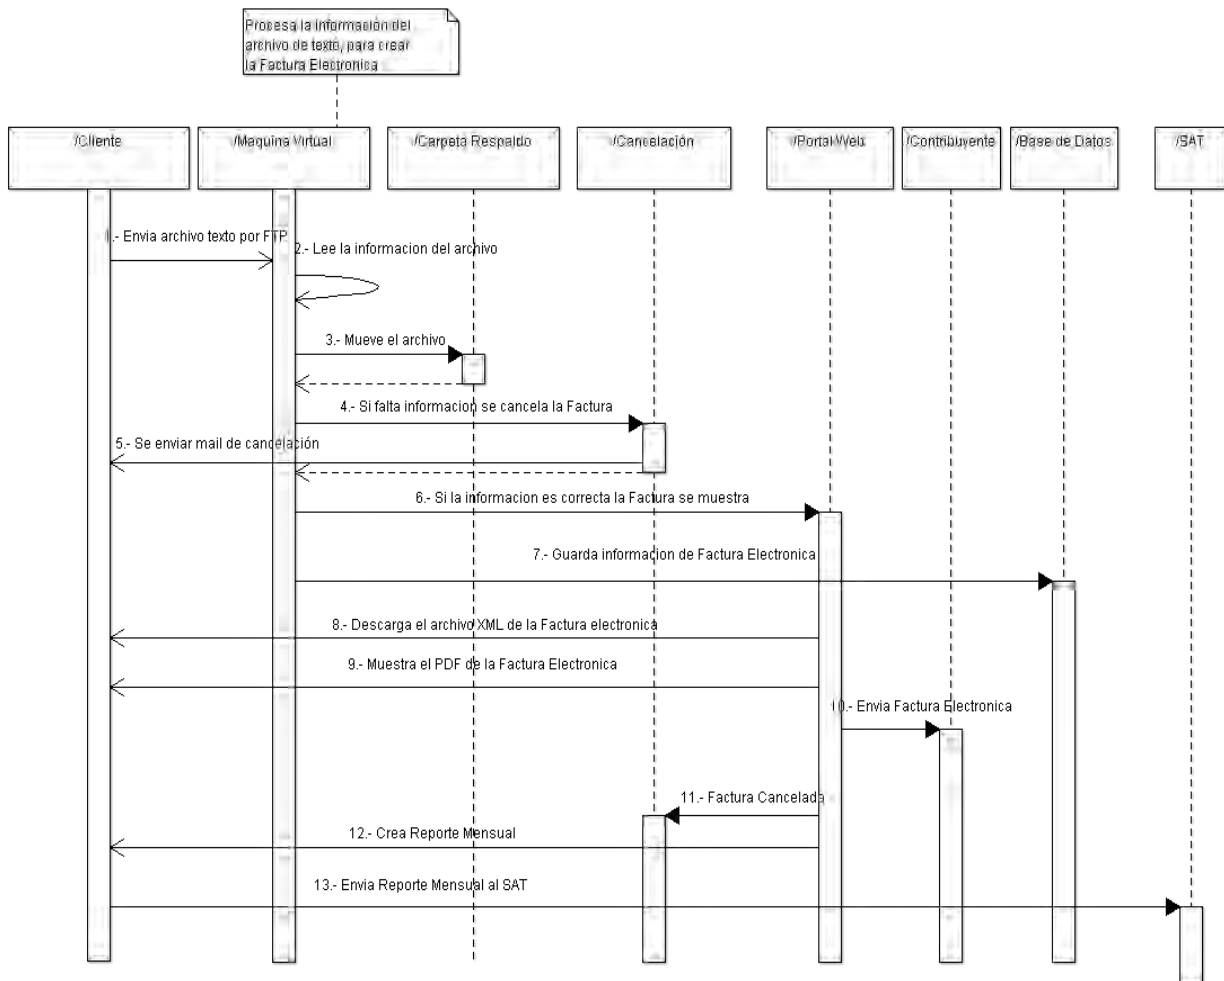 Procesa la información del
archivo de texto, para crear
la Factura Electronica
/Cliente
/Maquina Virtual
/Carpeta Respaldo
/Cancelación
/Portal Web
/Contribuyente
/Base de Datos
/SAT
1.- Envia archivo texto por FTP
2.- Lee la informacion del archivo
3.- Mueve el archivo
4.- Si falta informacion se cancela la Factura
5.- Se enviar mail de cancelación
6.- Si la informacion es correcta la Factura se muestra
7.- Guarda informacion de Factura Electronica
8.- Descarga el archivo XML de la Factura electronica
9.- Muestra el PDF de la Factura Electronica
10.- Envia Factura Electronica
11.- Factura Cancelada
12.- Crea Reporte Mensual
13.- Envia Reporte Mensual al SAT